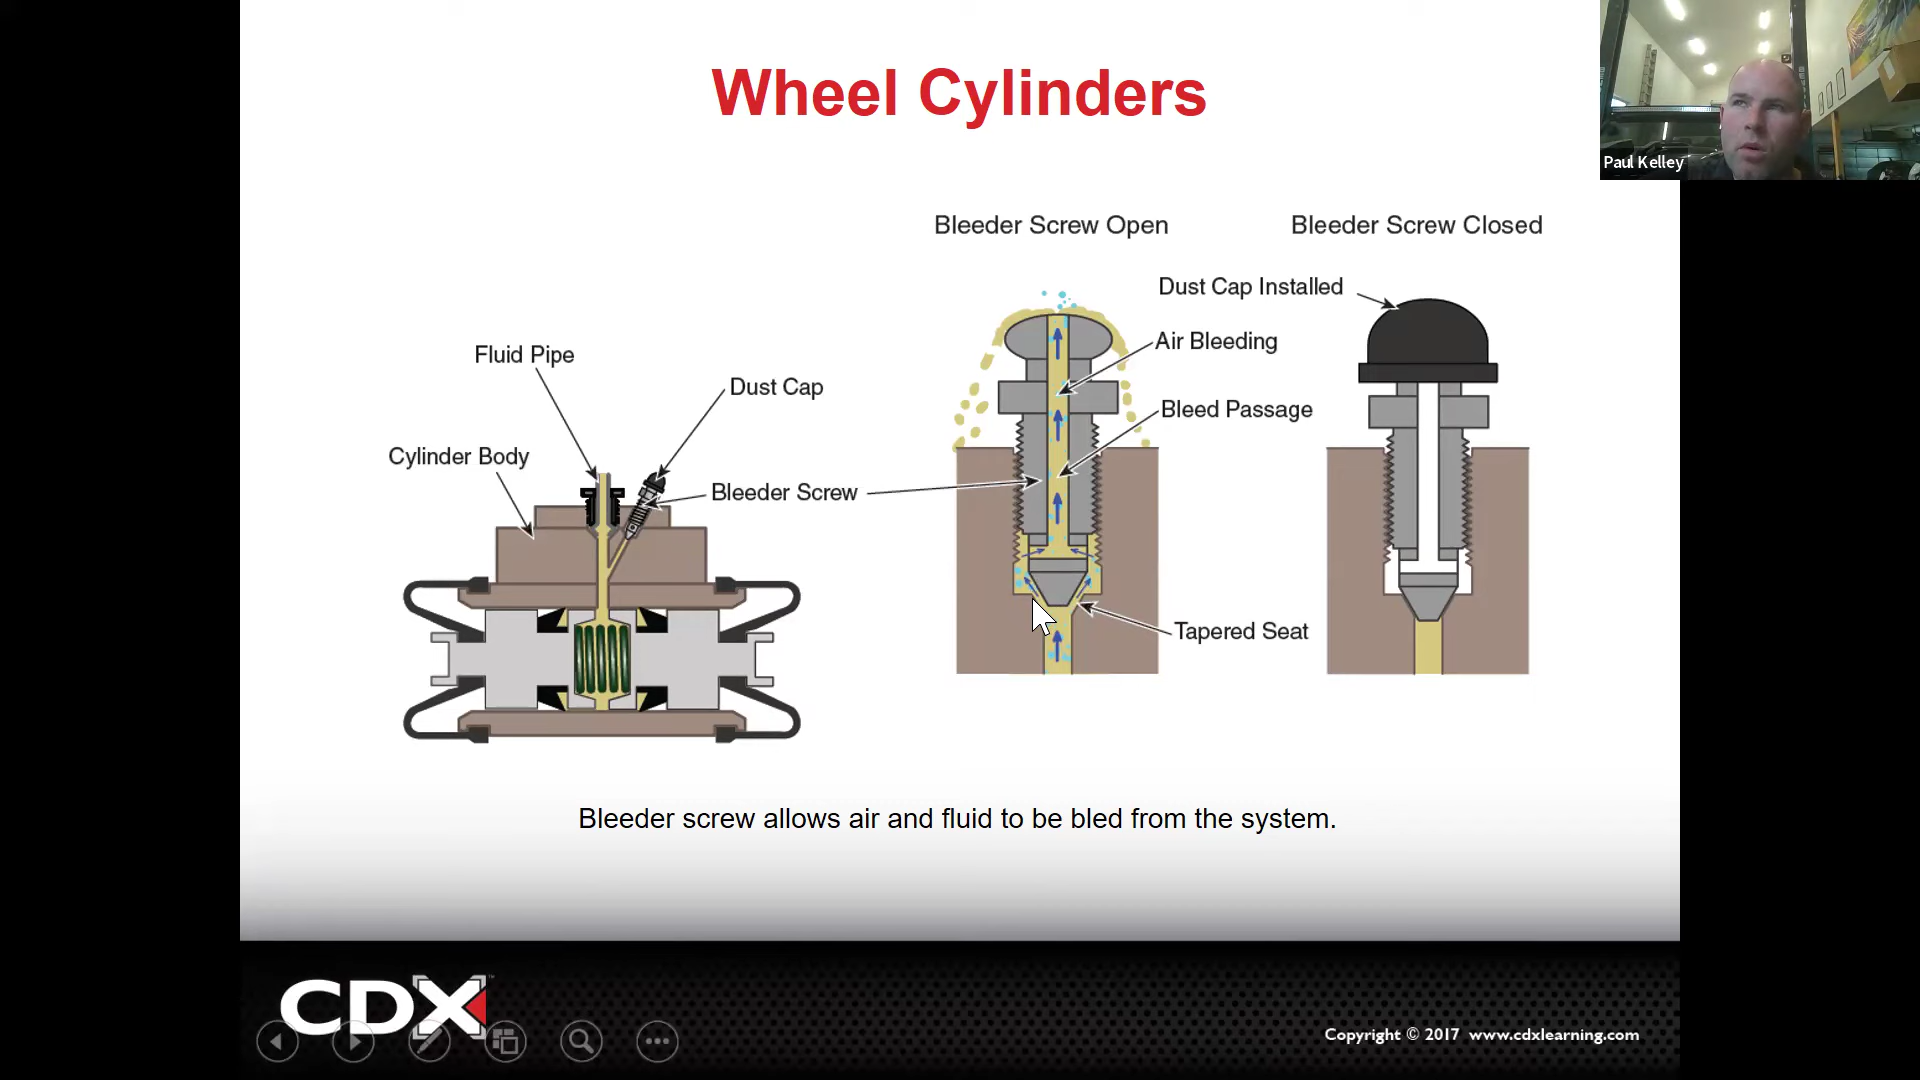 Wheel Cylinders
Paul Kelley
Bleeder Screw Open
Bleeder Screw Closed
Dust Cap Installed
Air Bleeding
Fluid Pipe
Dust Cap
Bleed Passage
Cylinder Body
Bleeder Screw
Tapered Seat
Bleeder screw allows air and fluid to be bled from the system.
CDX™
Copyright © 2017 www.cdxlearning.com